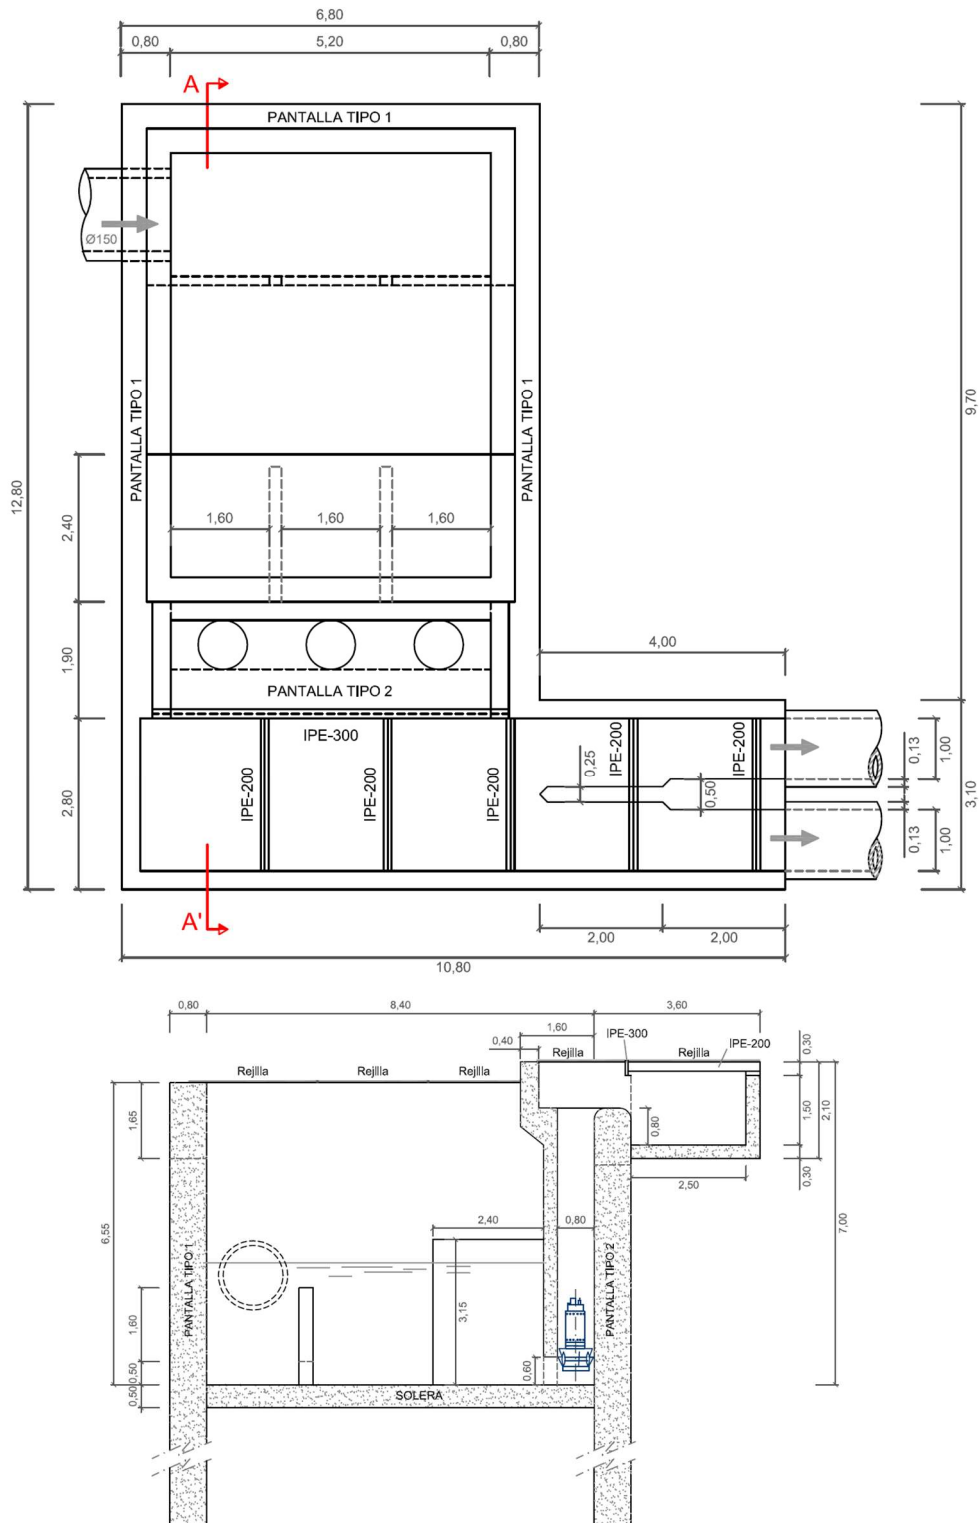 6,80
0,80
5,20
0,80
A
PANTALLA TIPO 1
Ø150
PANTALLA TIPO 1
PANTALLA TIPO 1
12,80
9,70
2,40
1,60
1,60
1,60
1,90
4,00
PANTALLA TIPO 2
IPE-300
IPE-200
IPE-200
IPE-200
IPE-200
IPE-200
0,25
0,50
0,13
1,00
2,80
3,10
0,13
1,00
A'
2,00
2,00
10,80
0,80
8,40
3,60
1,60
IPE-300
0,40
Rejilla
Rejilla
IPE-200
0,30
Rejilla
Rejilla
Rejilla
1,65
0,80
1,50
2,10
0,30
2,50
6,55
2,40
0,80
7,00
PANTALLA TIPO 1
PANTALLA TIPO 2
3,15
1,60
0,50
0,60
0,50
SOLERA